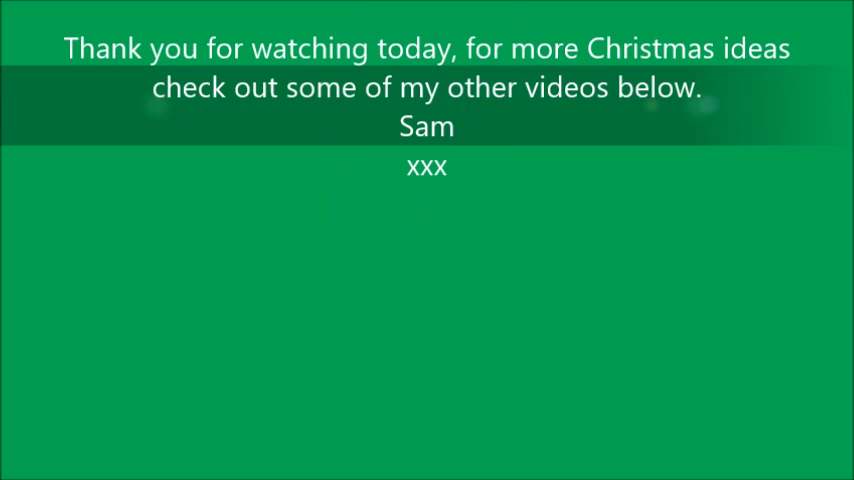 Thank you for watching today, for more Christmas ideas
check out some of my other videos below.
Sam
xxx